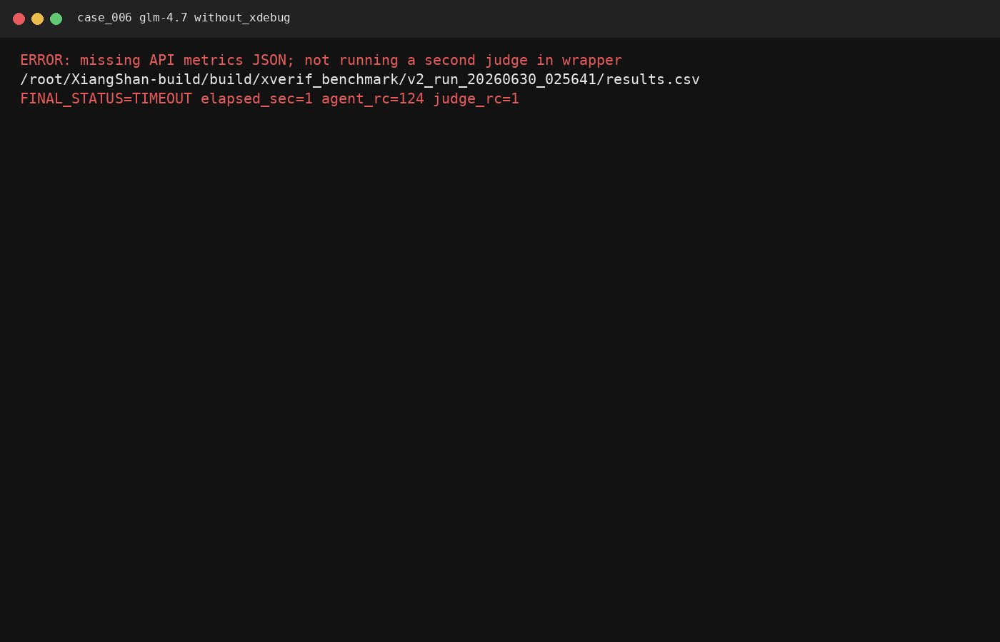 case_006 glm-4.7 without_xdebug
ERROR: missing API metrics JSON; not running a second judge in wrapper
/root/XiangShan-build/build/xverif_benchmark/v2_run_20260630_025641/results.csv
FINAL_STATUS=TIMEOUT elapsed_sec=1 agent_rc=124 judge_rc=1